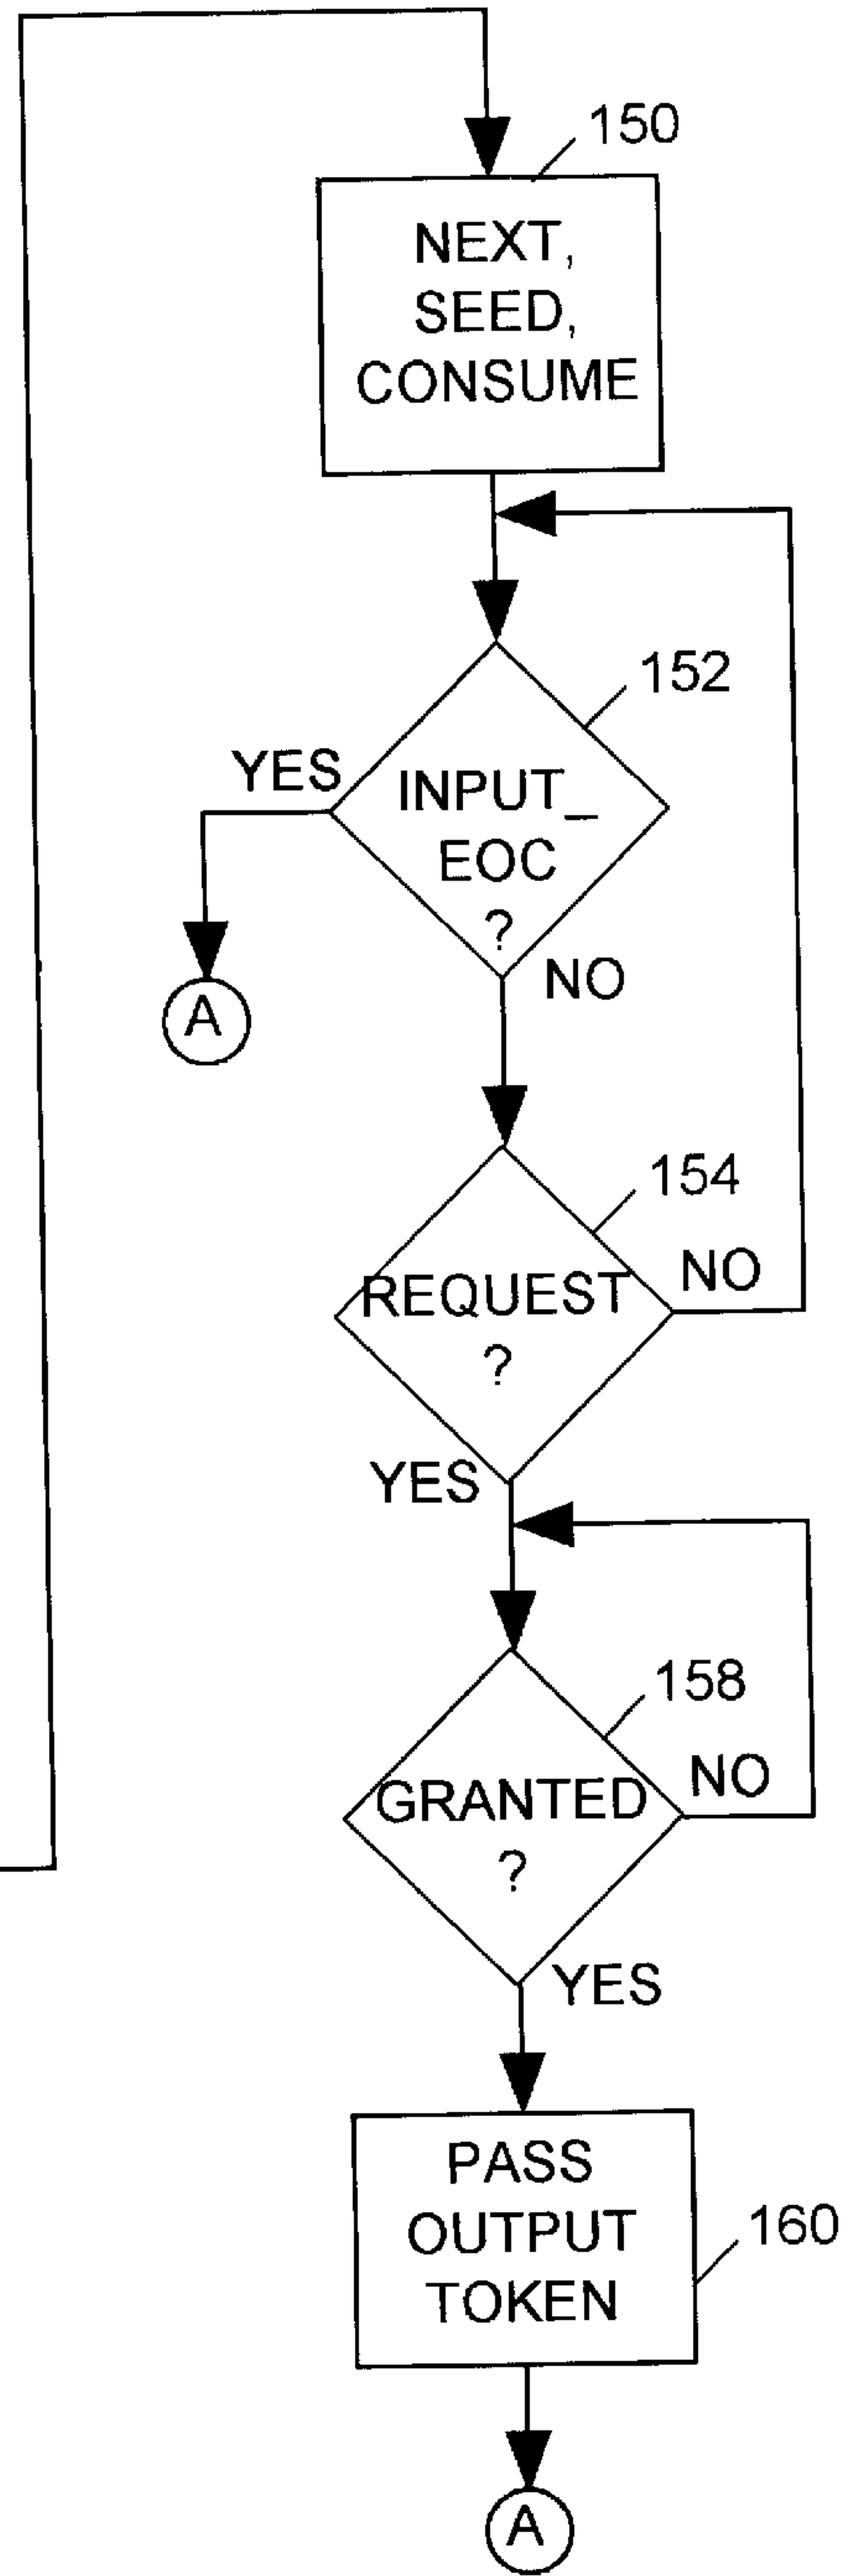 150
NEXT,
SEED,
CONSUME
152
YES
INPUT_
EOC
?
NO
A
154
REQUEST
?
NO
YES
158
GRANTED
?
NO
YES
PASS
OUTPUT
TOKEN
160
A